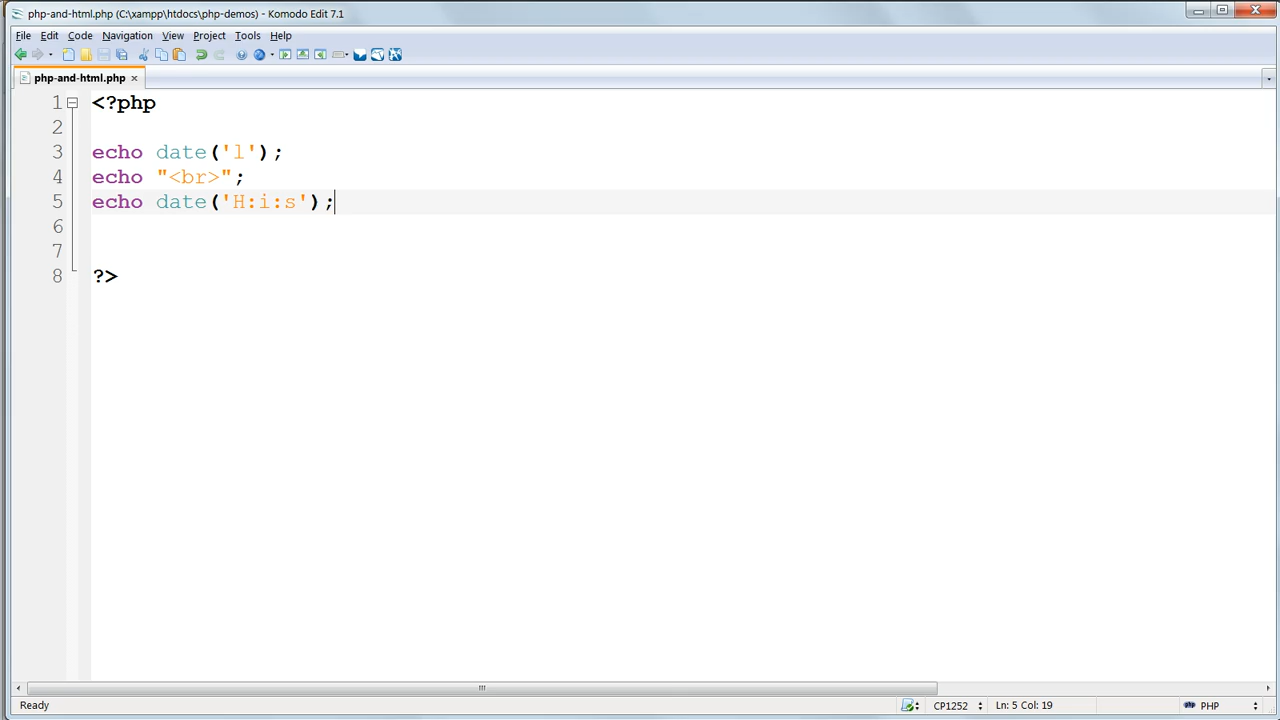 php-and-html.php (C:\xampp\htdocs\php-demos) - Komodo Edit 7.1
File Edit Code Navigation View Project Tools Help
php-and-html.php
1 <?php
2
3 echo date('l');
4 echo "<br>";
5 echo date('H:i:s');
6
7
8 ?>
Ready CP1252 Ln: 5 Col: 19 PHP